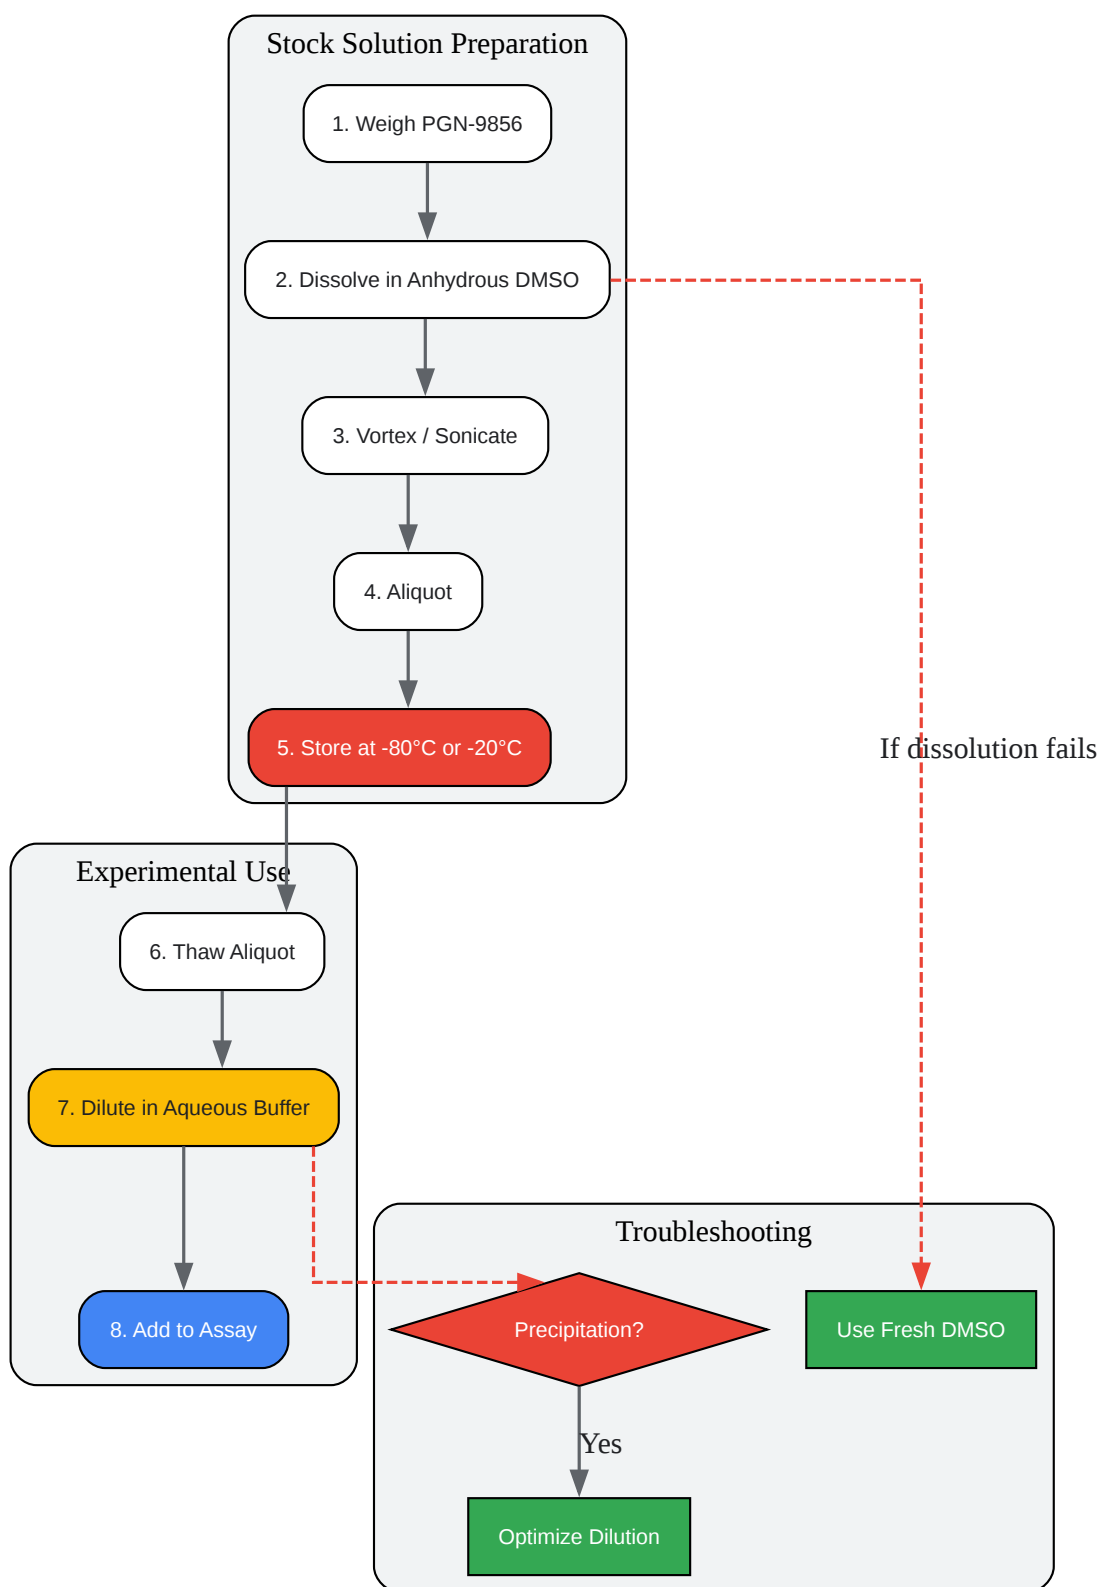 Stock Solution Preparation
1. Weigh PGN-9856
2. Dissolve in Anhydrous DMSO
3. Vortex / Sonicate
4. Aliquot
5. Store at -80°C or -20°C
If dissolution fails
Experimental Use
6. Thaw Aliquot
7. Dilute in Aqueous Buffer
8. Add to Assay
Troubleshooting
Precipitation?
Use Fresh DMSO
Yes
Optimize Dilution